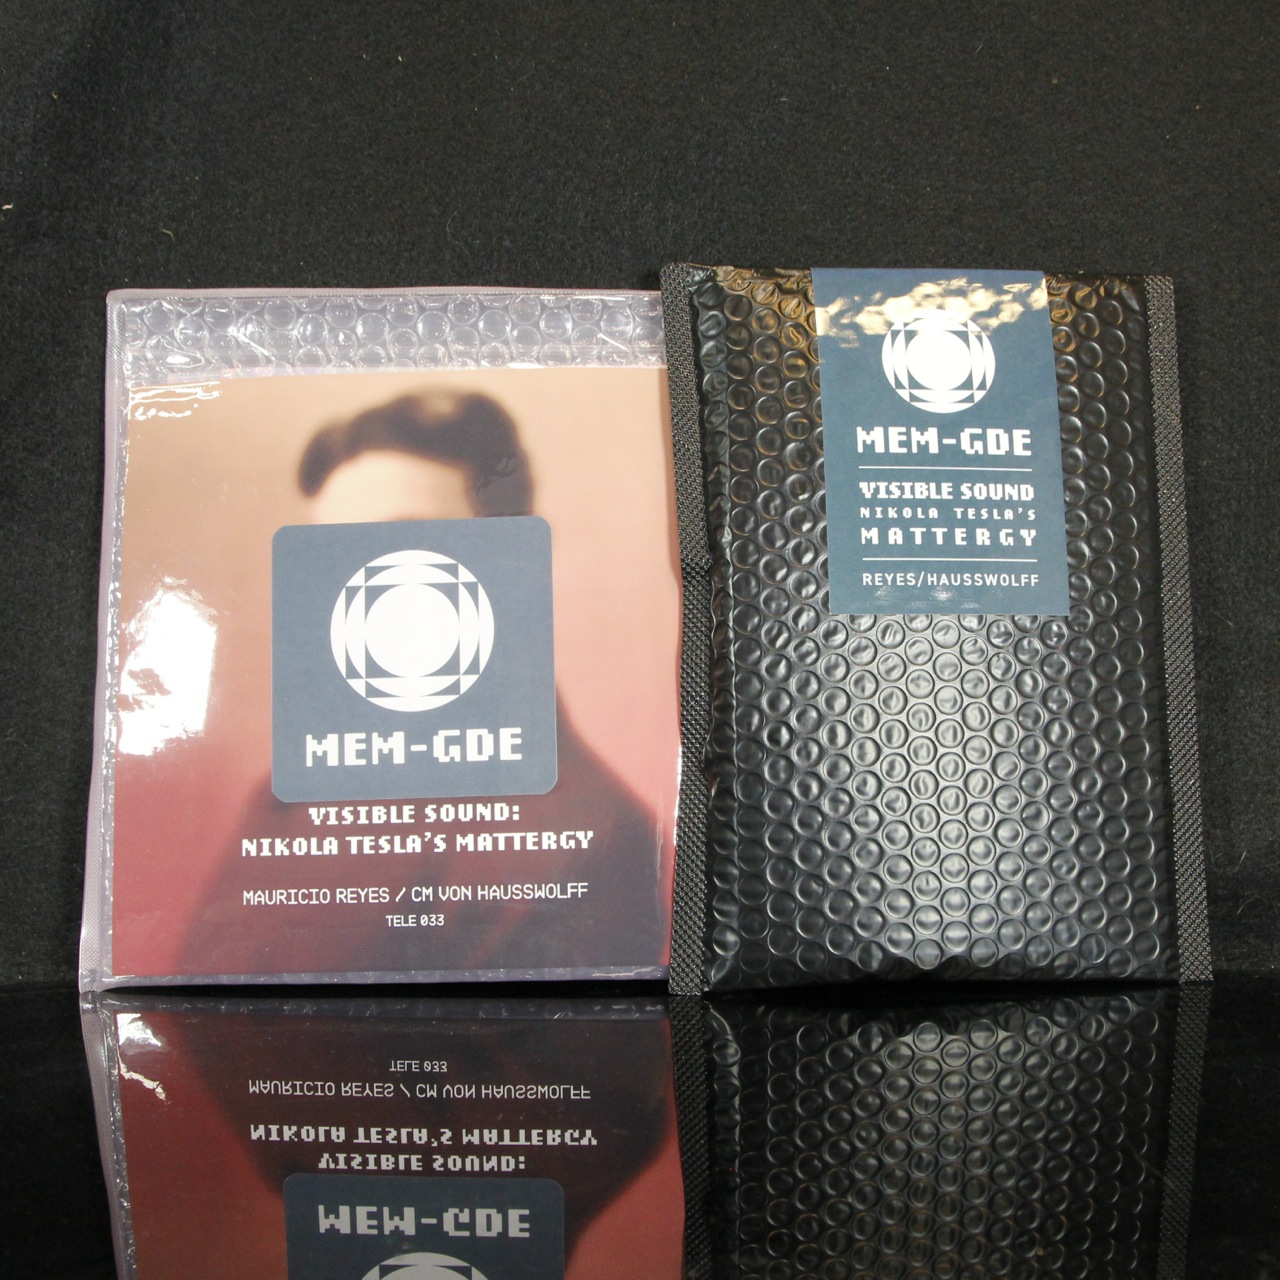 MEM-GDE
VISIBLE SOUND:
NIKOLA TESLA'S MATTERGY
MAURICIO REYES / CM VON HAUSSWOLFF
TELE 033
MEM-GDE
VISIBLE SOUND
NIKOLA TESLA'S
MATTERGY
REYES/HAUSSWOLFF